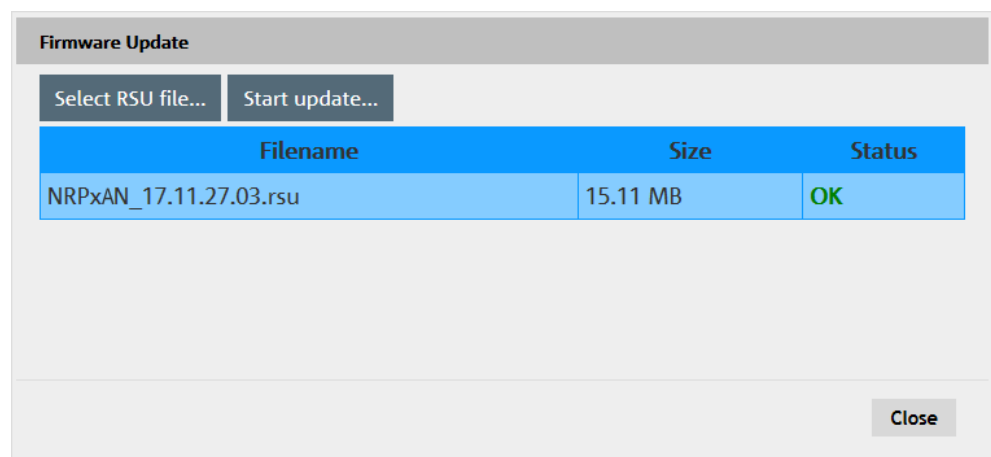 Firmware Update
Select RSU file... Start update...
Filename Size Status
NRPxAN_17.11.27.03.rsu 15.11 MB OK
Close